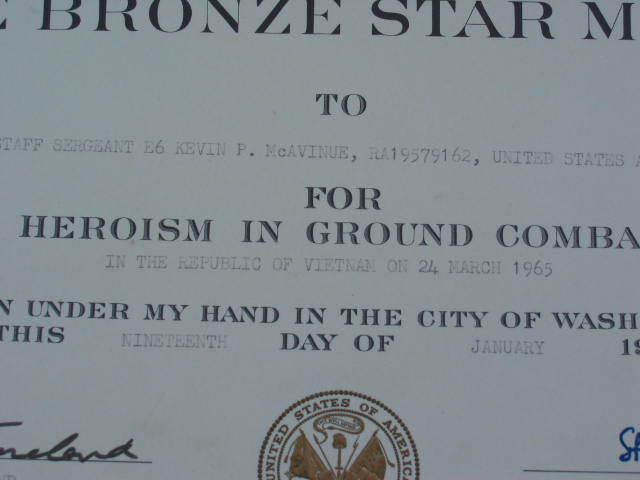 BRONZE STAR M
TO
STAFF SERGEANT E6 KEVIN P. McAVINUE, RA19579162, UNITED STATES A
FOR
HEROISM IN GROUND COMBA
IN THE REPUBLIC OF VIETNAM ON 24 MARCH 1965
N UNDER MY HAND IN THE CITY OF WASH
THIS NINETEENTH DAY OF JANUARY 19
UNITED STATES OF AMERICA